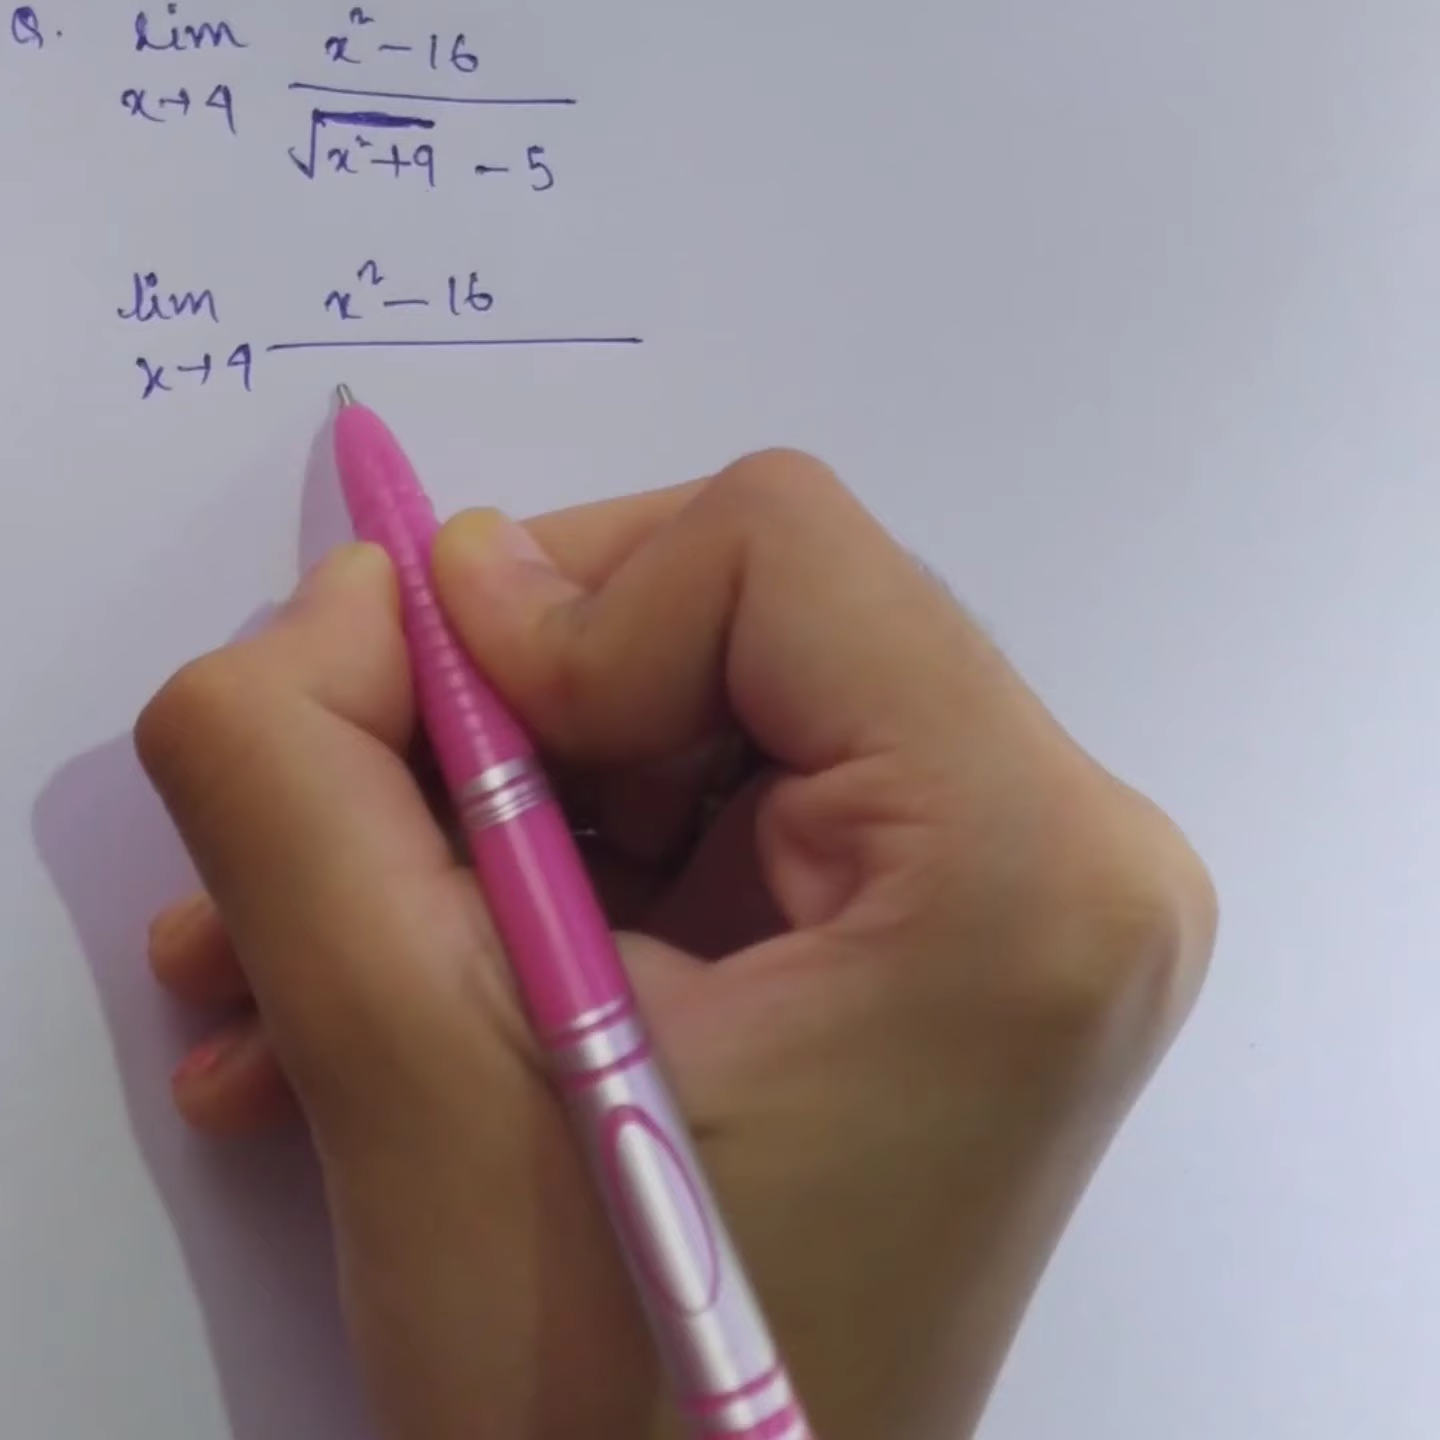 Q. lim x² - 16
x→4 √x²+9 - 5
lim x² - 16
x→4